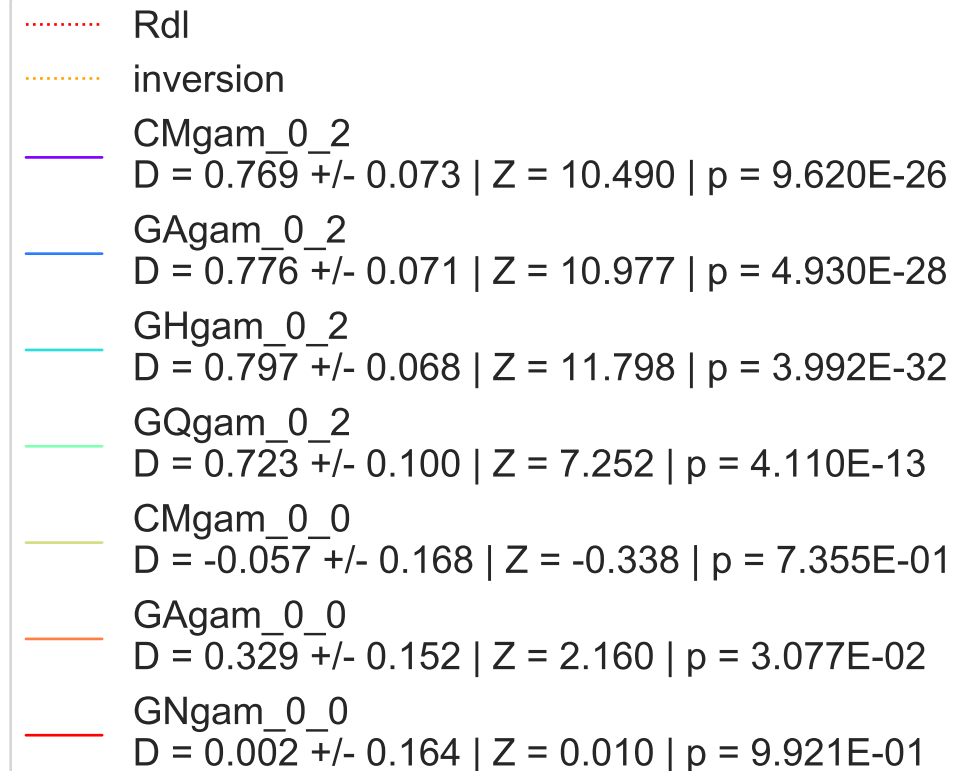 Rdl
inversion
CMgam_0_2
D = 0.769 +/- 0.073 | Z = 10.490 | p = 9.620E-26
GAgam_0_2
D = 0.776 +/- 0.071 | Z = 10.977 | p = 4.930E-28
GHgam_0_2
D = 0.797 +/- 0.068 | Z = 11.798 | p = 3.992E-32
GQgam_0_2
D = 0.723 +/- 0.100 | Z = 7.252 | p = 4.110E-13
CMgam_0_0
D = -0.057 +/- 0.168 | Z = -0.338 | p = 7.355E-01
GAgam_0_0
D = 0.329 +/- 0.152 | Z = 2.160 | p = 3.077E-02
GNgam_0_0
D = 0.002 +/- 0.164 | Z = 0.010 | p = 9.921E-01